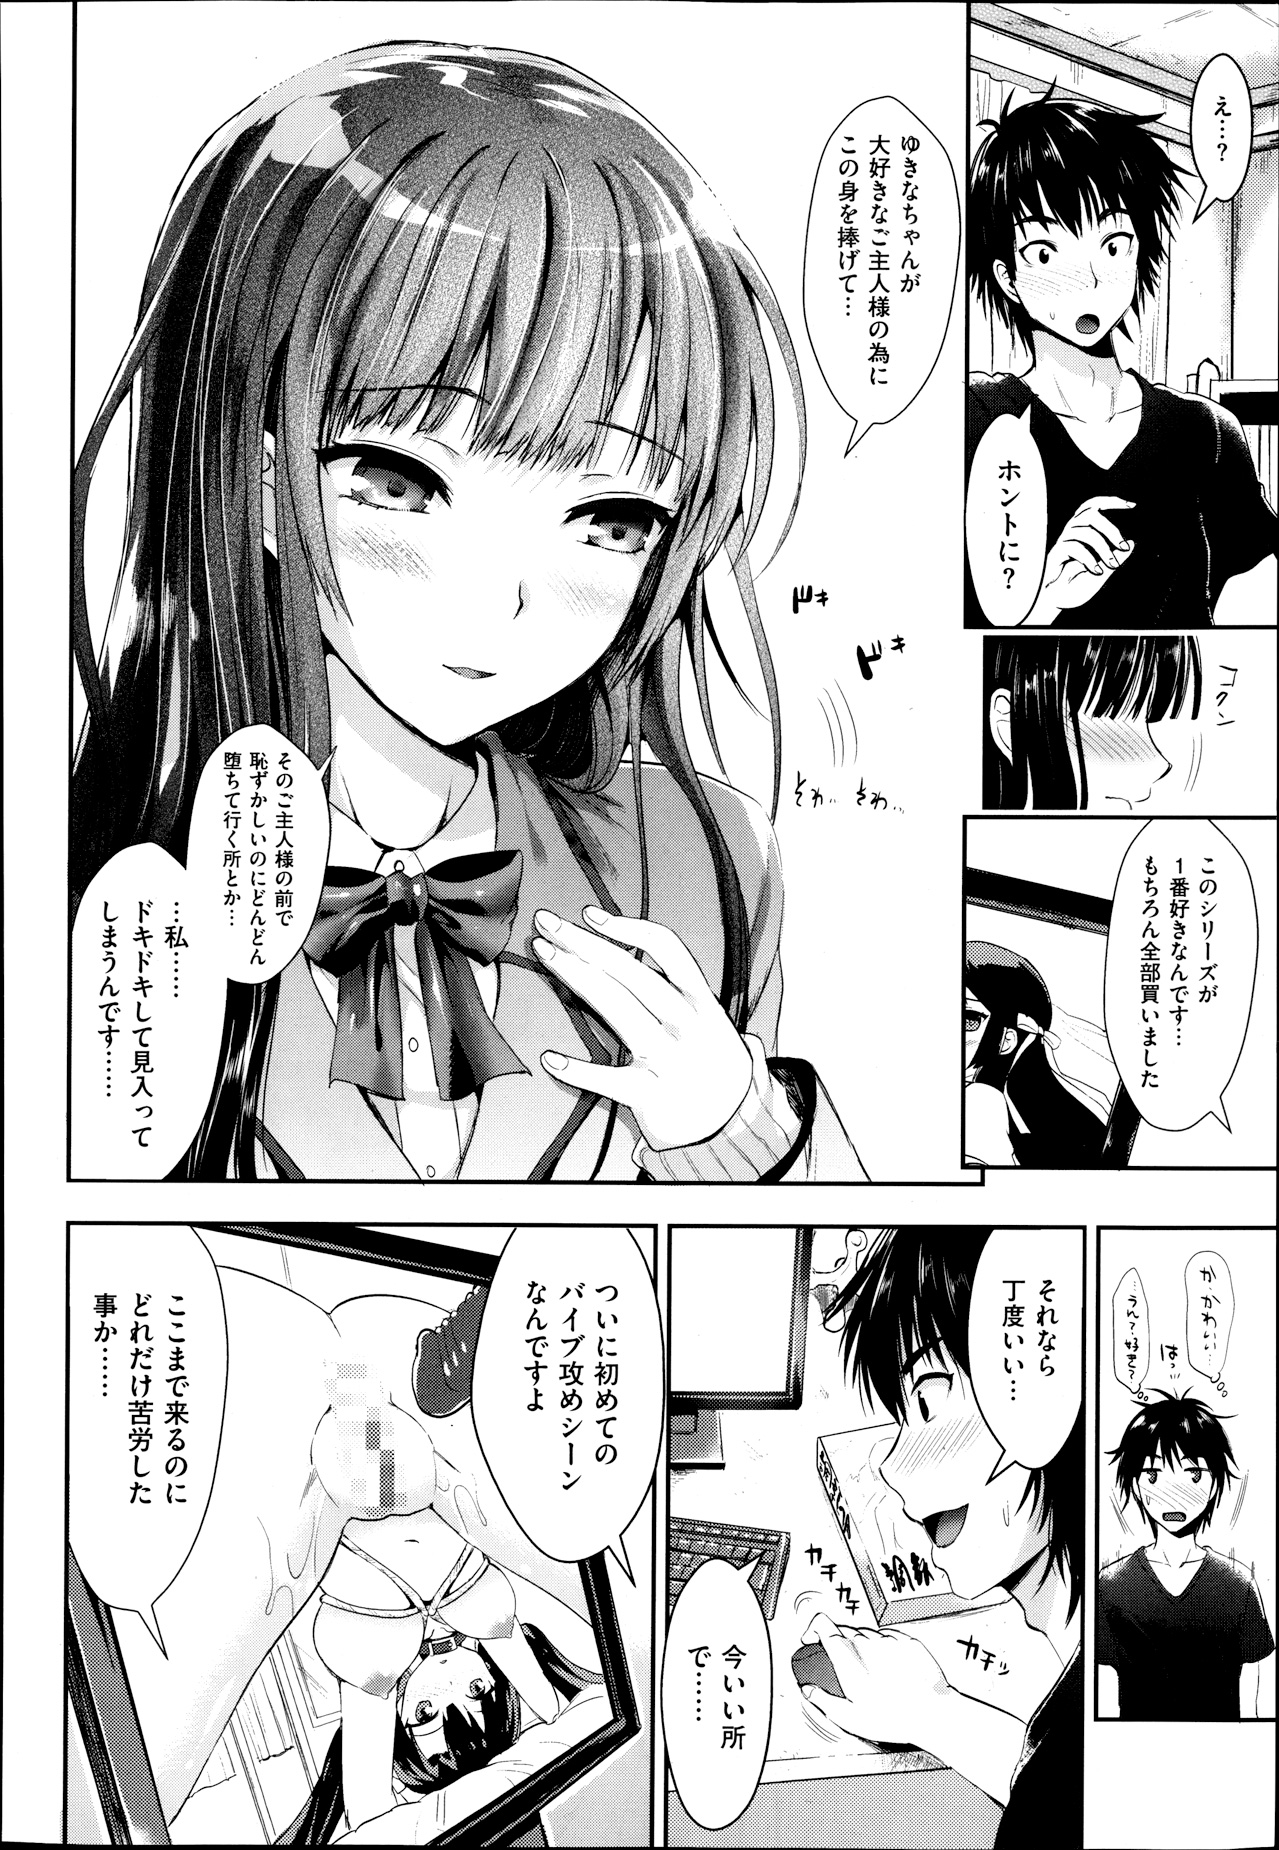 え…?
ホントに?
コクン
このシリーズが
1番好きなんです…
もちろん全部買いました
ゆきなちゃんが
大好きなご主人様の為に
この身を捧げて…
ドキ
ドキ
そわ‥
そわ‥
そのご主人様の前で
恥ずかしいのにどんどん
堕ちて行く所とか…
…私……
ドキドキして見入って
しまうんです……
か、かわいい…
はっ
…うん?好き?
それなら
丁度いい…
カチ
カチ
カチッ
今いい所
で……
ついに初めての
バイブ攻めシーン
なんですよ
ここまで来るのに
どれだけ苦労した
事か……